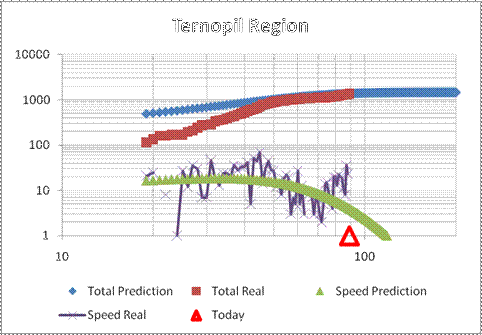 Ternopil Region
10000
1000
100
10
1
10 100
Total Prediction Total Real Speed Prediction
Speed Real Today